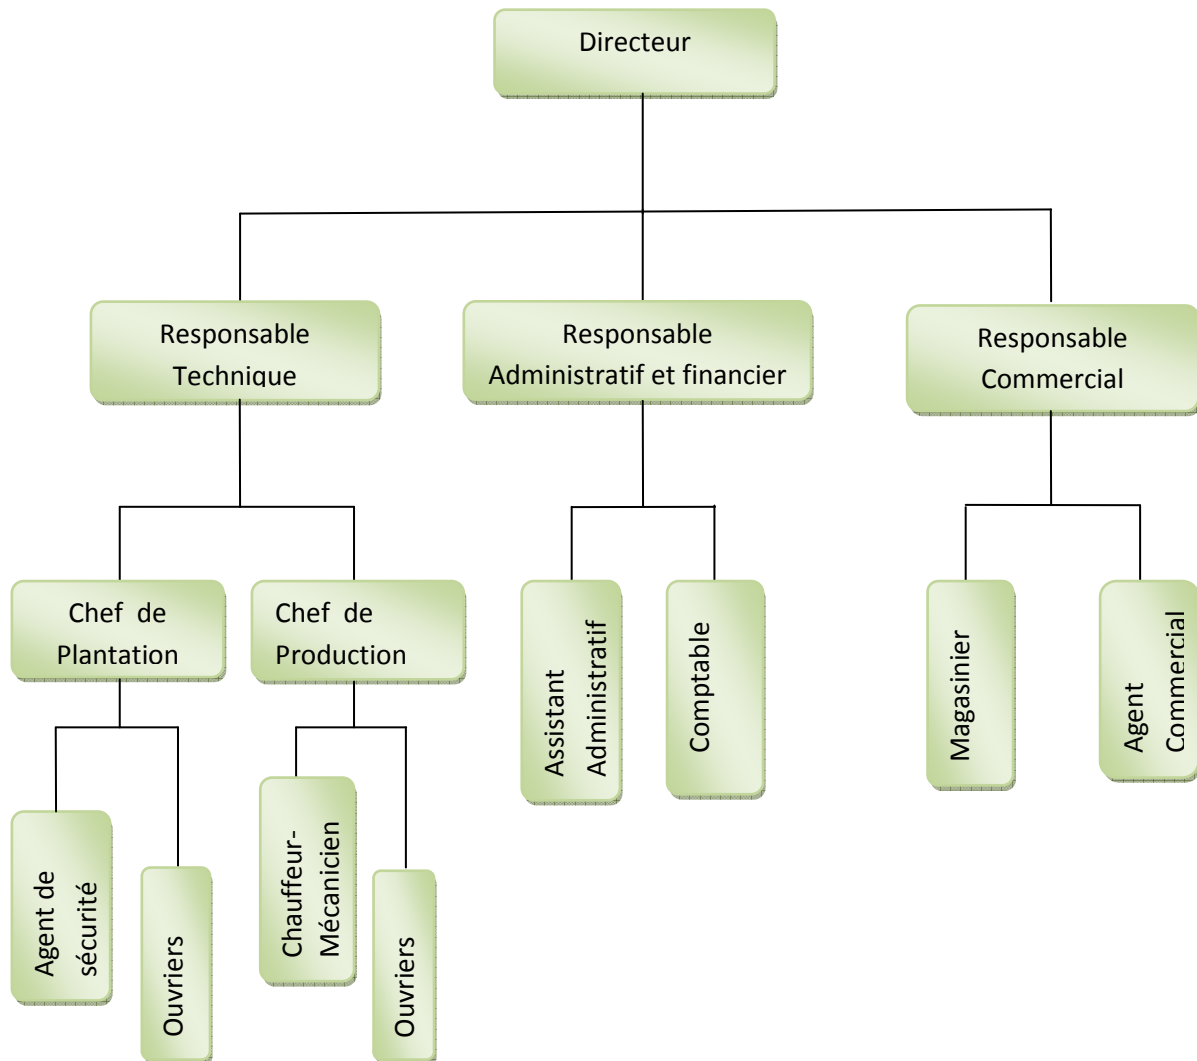 Directeur
Responsable
Technique
Responsable
Administratif et financier
Responsable
Commercial
Chef de
Plantation
Chef de
Production
Assistant
Administratif
Comptable
Magasinier
Agent
Commercial
Agent de
sécurité
Ouvriers
Chauffeur-
Mécanicien
Ouvriers